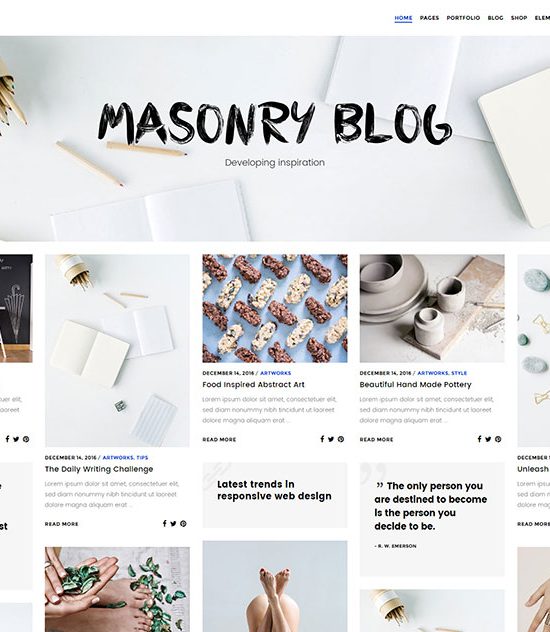 HOME PAGES PORTFOLIO BLOG SHOP
MASONRY BLOG
Developing inspiration
DECEMBER 14, 2016 / ARTWORKS
Food Inspired Abstract Art
Lorem ipsum dolor sit amet, consectetuer elit,
sed diam nonummy nibh tincidunt ut laoreet
dolore magna aliquam erat ...
READ MORE
DECEMBER 14, 2016 / ARTWORKS, STYLE
Beautiful Hand Made Pottery
Lorem ipsum dolor sit amet, consectetuer elit,
sed diam nonummy nibh tincidunt ut laoreet
dolore magna aliquam erat ...
READ MORE
DECEMBER 14, 2016 / ARTWORKS, TIPS
The Daily Writing Challenge
Lorem ipsum dolor sit amet, consectetuer elit,
sed diam nonummy nibh tincidunt ut laoreet
dolore magna aliquam erat ...
READ MORE
Latest trends in
responsive web design
" The only person you
are destined to become
is the person you
decide to be.
- R. W. EMERSON
DECEMBER
Unleash
Lorem ipsum
sed diam
dolore
READ MORE